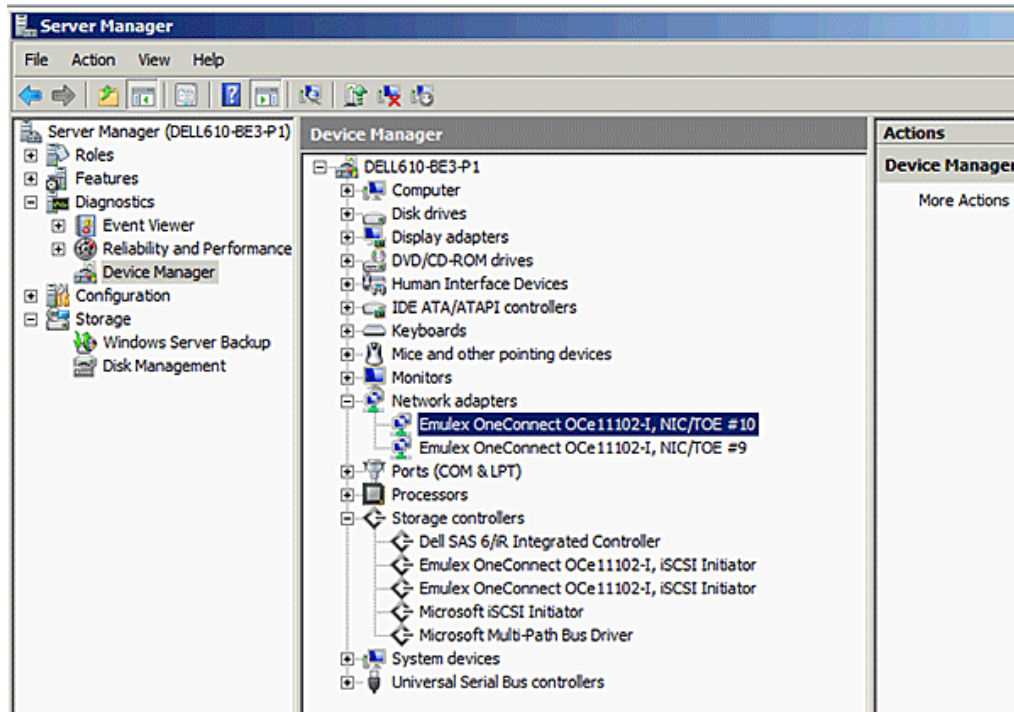 Server Manager
File Action View Help
Server Manager (DELL610-BE3-P1)
Roles
Features
Diagnostics
Event Viewer
Reliability and Performance
Device Manager
Configuration
Storage
Windows Server Backup
Disk Management
Device Manager
DELL610-BE3-P1
Computer
Disk drives
Display adapters
DVD/CD-ROM drives
Human Interface Devices
IDE ATA/ATAPI controllers
Keyboards
Mice and other pointing devices
Monitors
Network adapters
Emulex OneConnect OCe11102-I, NIC/TOE #10
Emulex OneConnect OCe11102-I, NIC/TOE #9
Ports (COM & LPT)
Processors
Storage controllers
Dell SAS 6/iR Integrated Controller
Emulex OneConnect OCe11102-I, iSCSI Initiator
Emulex OneConnect OCe11102-I, iSCSI Initiator
Microsoft iSCSI Initiator
Microsoft Multi-Path Bus Driver
System devices
Universal Serial Bus controllers
Actions
Device Manager
More Actions